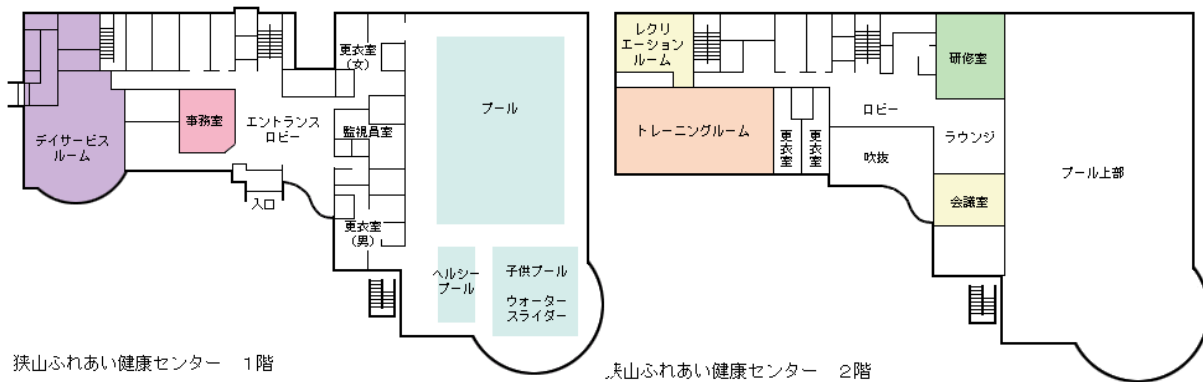 更衣室
(女)
プール
事務室
エントランス
ロビー
監視員室
デイサービス
ルーム
入口
更衣室
(男)
ヘルシー
プール
子供プール
ウォーター
スライダー
狭山ふれあい健康センター 1階
レクリ
エーション
ルーム
研修室
ロビー
トレーニングルーム
更衣室
更衣室
吹抜
ラウンジ
プール上部
会議室
狭山ふれあい健康センター 2階